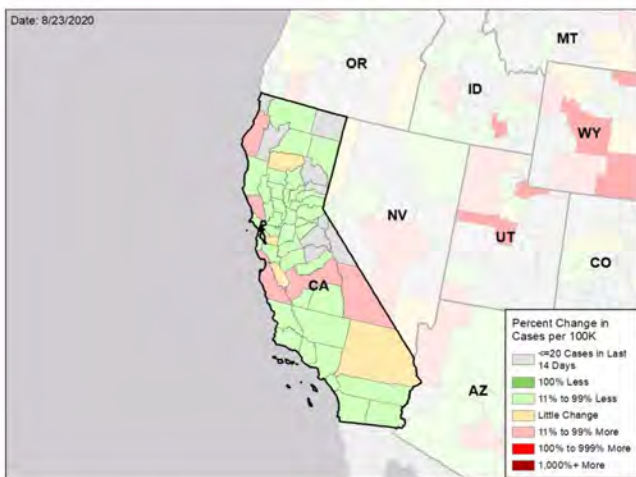 Date: 8/23/2020
MT
OR
ID
WY
NV
UT
CO
CA
AZ
Percent Change in
Cases per 100K
<=20 Cases in Last
14 Days
100% Less
11% to 99% Less
Little Change
11% to 99% More
100% to 999% More
1,000%+ More